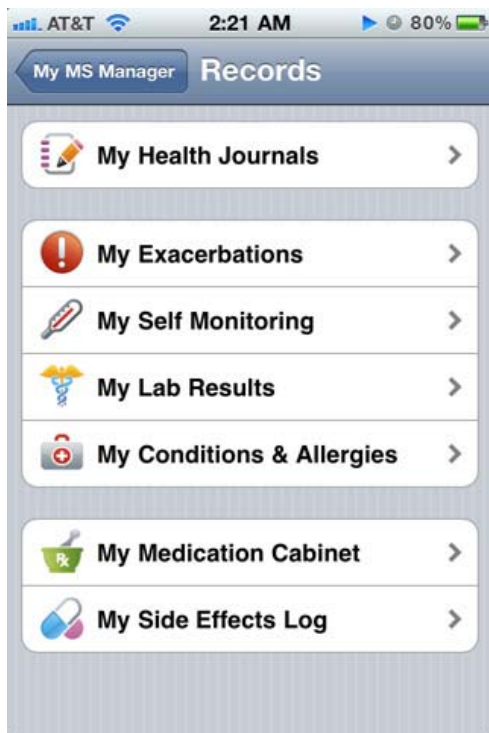 AT&T 2:21 AM 80%
My MS Manager Records
My Health Journals
My Exacerbations
My Self Monitoring
My Lab Results
My Conditions & Allergies
Rx My Medication Cabinet
My Side Effects Log